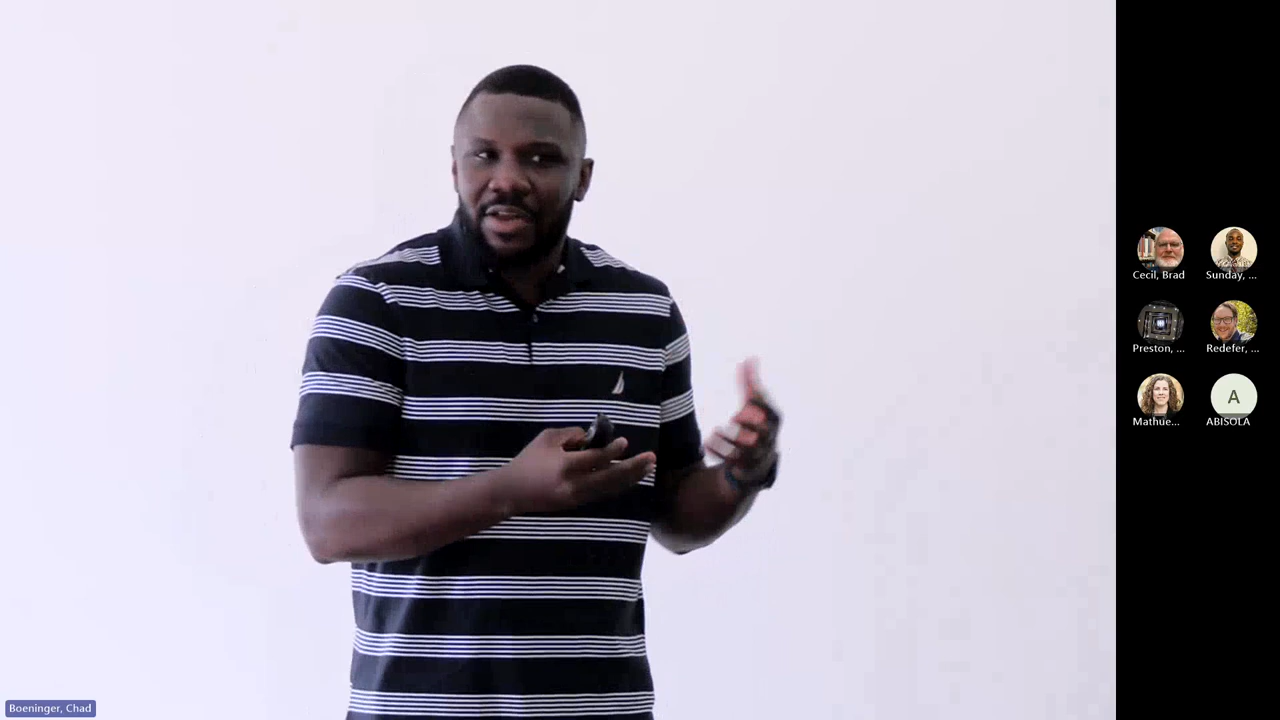 Cecil, Brad
Sunday, ...
Preston, ...
Redefer, ...
Mathue...
A
ABISOLA
Boeninger, Chad